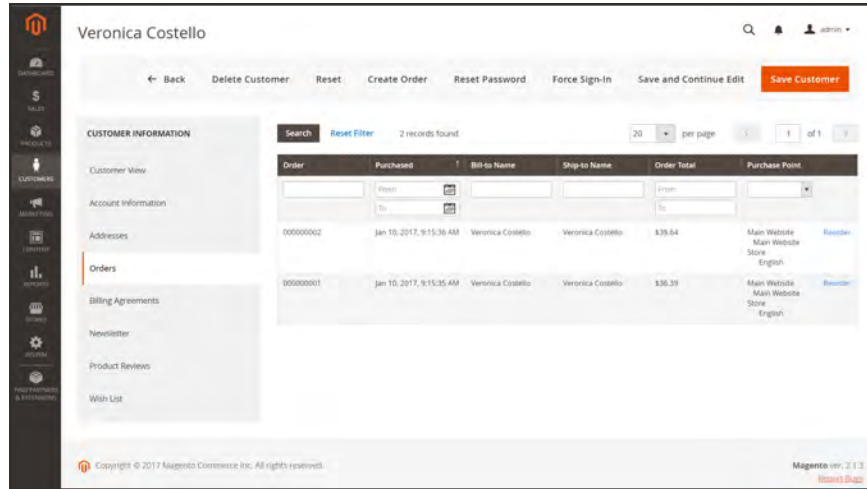 Veronica Costello
admin
← Back Delete Customer Reset Create Order Reset Password Force Sign-In Save and Continue Edit Save Customer
DASHBOARD
SALES
PRODUCTS
CUSTOMERS
MARKETING
CONTENT
REPORTS
STORES
SYSTEM
FIND PARTNERS
& EXTENSIONS
CUSTOMER INFORMATION
Customer View
Account Information
Addresses
Orders
Billing Agreements
Newsletter
Product Reviews
Wish List
Search Reset Filter 2 records found 20 per page 1 of 1
Order Purchased ↑ Bill-to Name Ship-to Name Order Total Purchase Point
From From
To To
000000002 Jan 10, 2017, 9:15:36 AM Veronica Costello Veronica Costello $39.64 Main Website Reorder
Main Website
Store
English
000000001 Jan 10, 2017, 9:15:35 AM Veronica Costello Veronica Costello $36.39 Main Website Reorder
Main Website
Store
English
Copyright © 2017 Magento Commerce Inc. All rights reserved. Magento ver. 2.1.3
Report Bugs